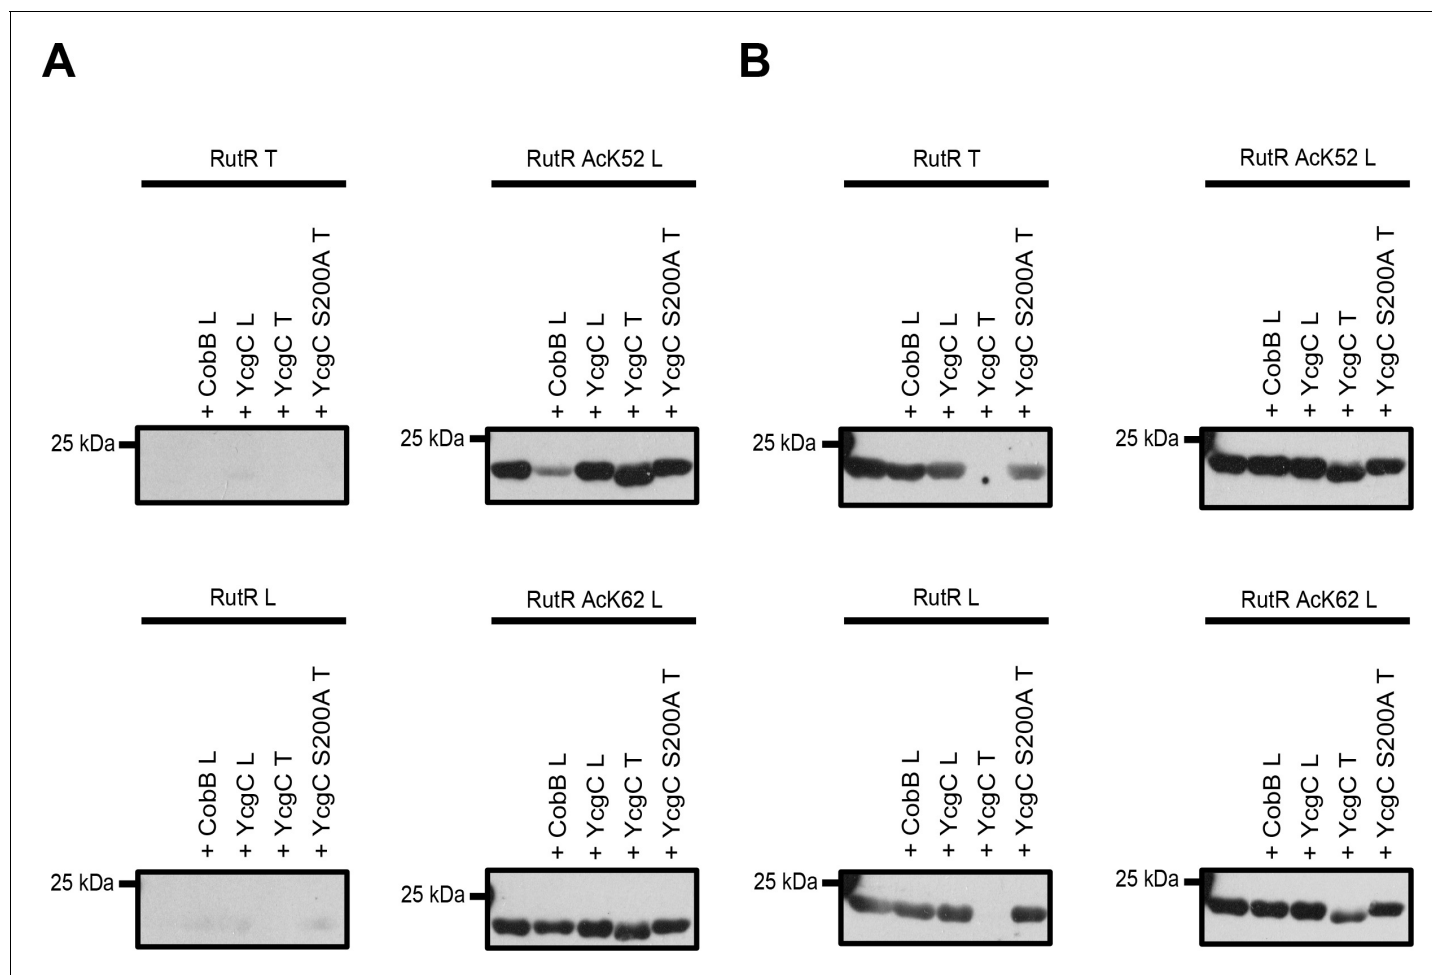 A
B
RutR T
RutR AcK52 L
RutR T
RutR AcK52 L
+ CobB L
+ YcgC L
+ YcgC T
+ YcgC S200A T
+ CobB L
+ YcgC L
+ YcgC T
+ YcgC S200A T
+ CobB L
+ YcgC L
+ YcgC T
+ YcgC S200A T
+ CobB L
+ YcgC L
+ YcgC T
+ YcgC S200A T
25 kDa
25 kDa
25 kDa
25 kDa
RutR L
RutR AcK62 L
RutR L
RutR AcK62 L
+ CobB L
+ YcgC L
+ YcgC T
+ YcgC S200A T
+ CobB L
+ YcgC L
+ YcgC T
+ YcgC S200A T
+ CobB L
+ YcgC L
+ YcgC T
+ YcgC S200A T
+ CobB L
+ YcgC L
+ YcgC T
+ YcgC S200A T
25 kDa
25 kDa
25 kDa
25 kDa